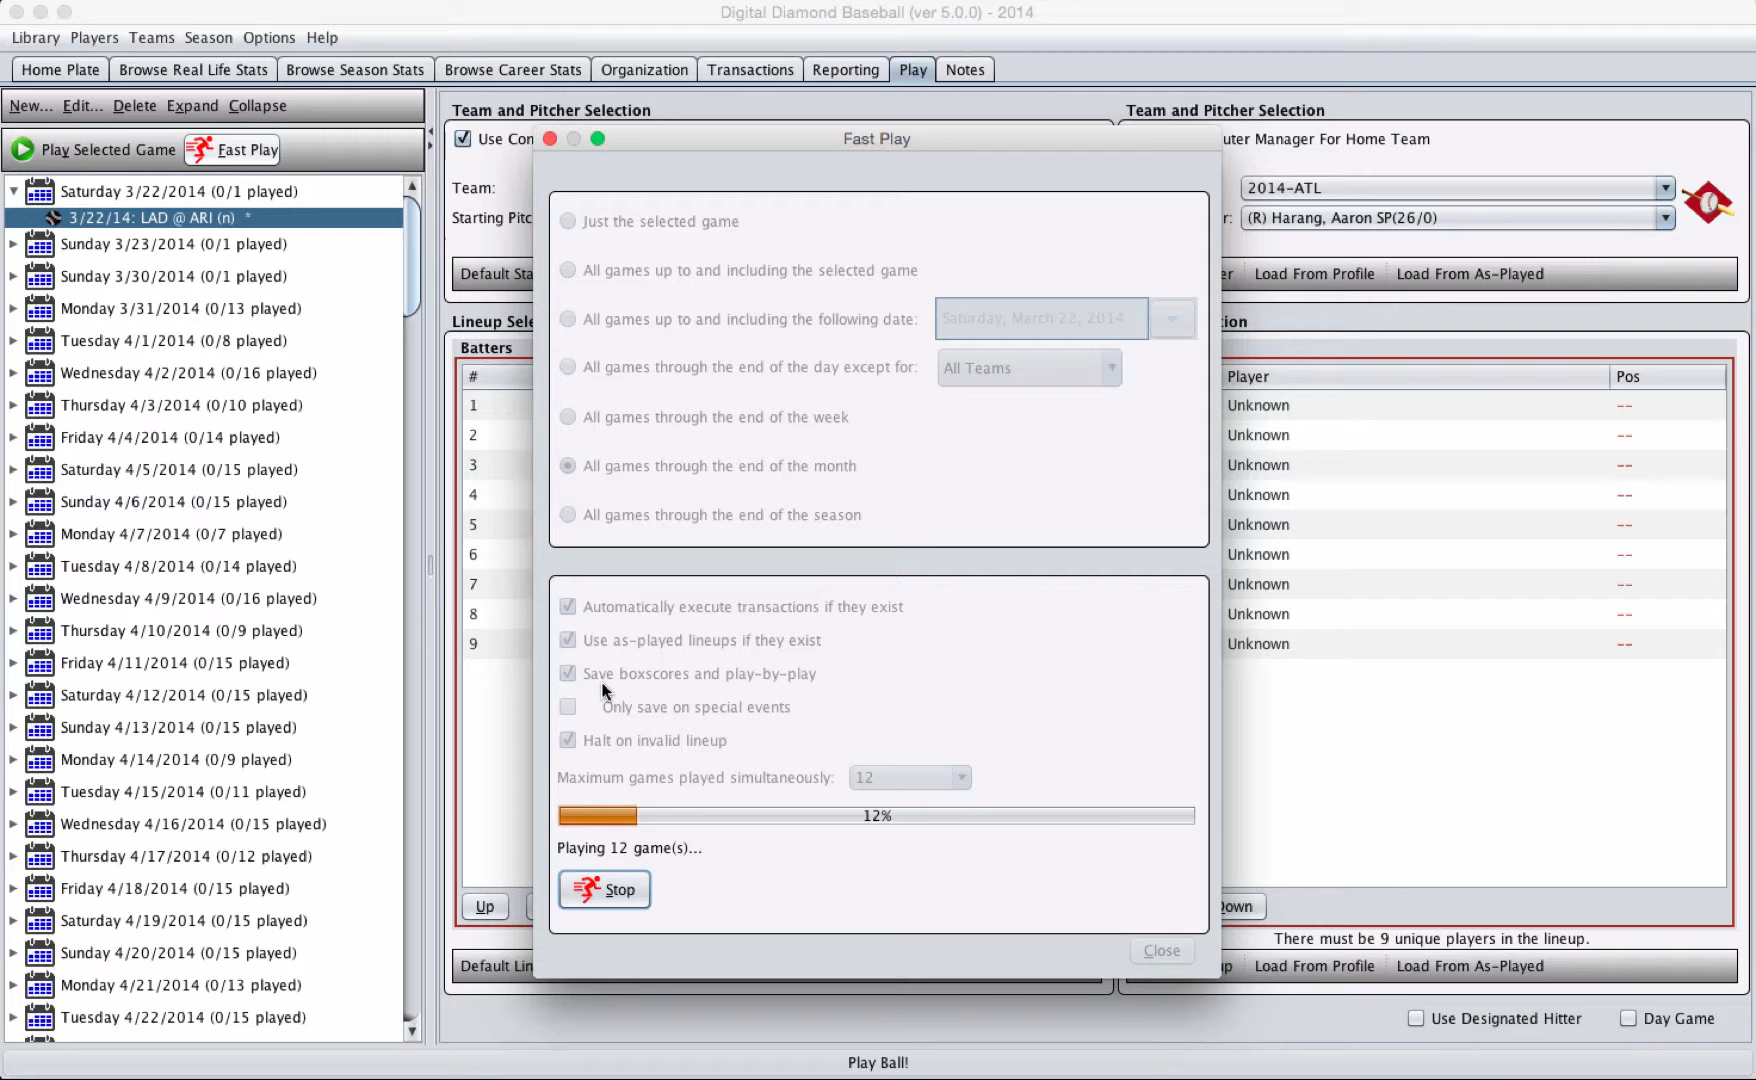 Digital Diamond Baseball (ver 5.0.0) - 2014
Library Players Teams Season Options Help
Home Plate Browse Real Life Stats Browse Season Stats Browse Career Stats Organization Transactions Reporting Play Notes
New... Edit... Delete Expand Collapse
Play Selected Game Fast Play
Saturday 3/22/2014 (0/1 played)
3/22/14: LAD @ ARI (n) *
Sunday 3/23/2014 (0/1 played)
Sunday 3/30/2014 (0/1 played)
Monday 3/31/2014 (0/13 played)
Tuesday 4/1/2014 (0/8 played)
Wednesday 4/2/2014 (0/16 played)
Thursday 4/3/2014 (0/10 played)
Friday 4/4/2014 (0/14 played)
Saturday 4/5/2014 (0/15 played)
Sunday 4/6/2014 (0/15 played)
Monday 4/7/2014 (0/7 played)
Tuesday 4/8/2014 (0/14 played)
Wednesday 4/9/2014 (0/16 played)
Thursday 4/10/2014 (0/9 played)
Friday 4/11/2014 (0/15 played)
Saturday 4/12/2014 (0/15 played)
Sunday 4/13/2014 (0/15 played)
Monday 4/14/2014 (0/9 played)
Tuesday 4/15/2014 (0/11 played)
Wednesday 4/16/2014 (0/15 played)
Thursday 4/17/2014 (0/12 played)
Friday 4/18/2014 (0/15 played)
Saturday 4/19/2014 (0/15 played)
Sunday 4/20/2014 (0/15 played)
Monday 4/21/2014 (0/13 played)
Tuesday 4/22/2014 (0/15 played)
Team and Pitcher Selection
Use Con
Team:
Starting Pitc
Default Sta
Lineup Sele
Batters
#
1
2
3
4
5
6
7
8
9
Up
Default Lin
Fast Play
Just the selected game
All games up to and including the selected game
All games up to and including the following date: Saturday, March 22, 2014
All games through the end of the day except for: All Teams
All games through the end of the week
All games through the end of the month
All games through the end of the season
Automatically execute transactions if they exist
Use as-played lineups if they exist
Save boxscores and play-by-play
Only save on special events
Halt on invalid lineup
Maximum games played simultaneously: 12
12%
Playing 12 game(s)...
Stop
Close
Team and Pitcher Selection
uter Manager For Home Team
2014-ATL
r: (R) Harang, Aaron SP(26/0)
er Load From Profile Load From As-Played
ion
Player Pos
Unknown --
Unknown --
Unknown --
Unknown --
Unknown --
Unknown --
Unknown --
Unknown --
Unknown --
Down
There must be 9 unique players in the lineup.
up Load From Profile Load From As-Played
Use Designated Hitter Day Game
Play Ball!